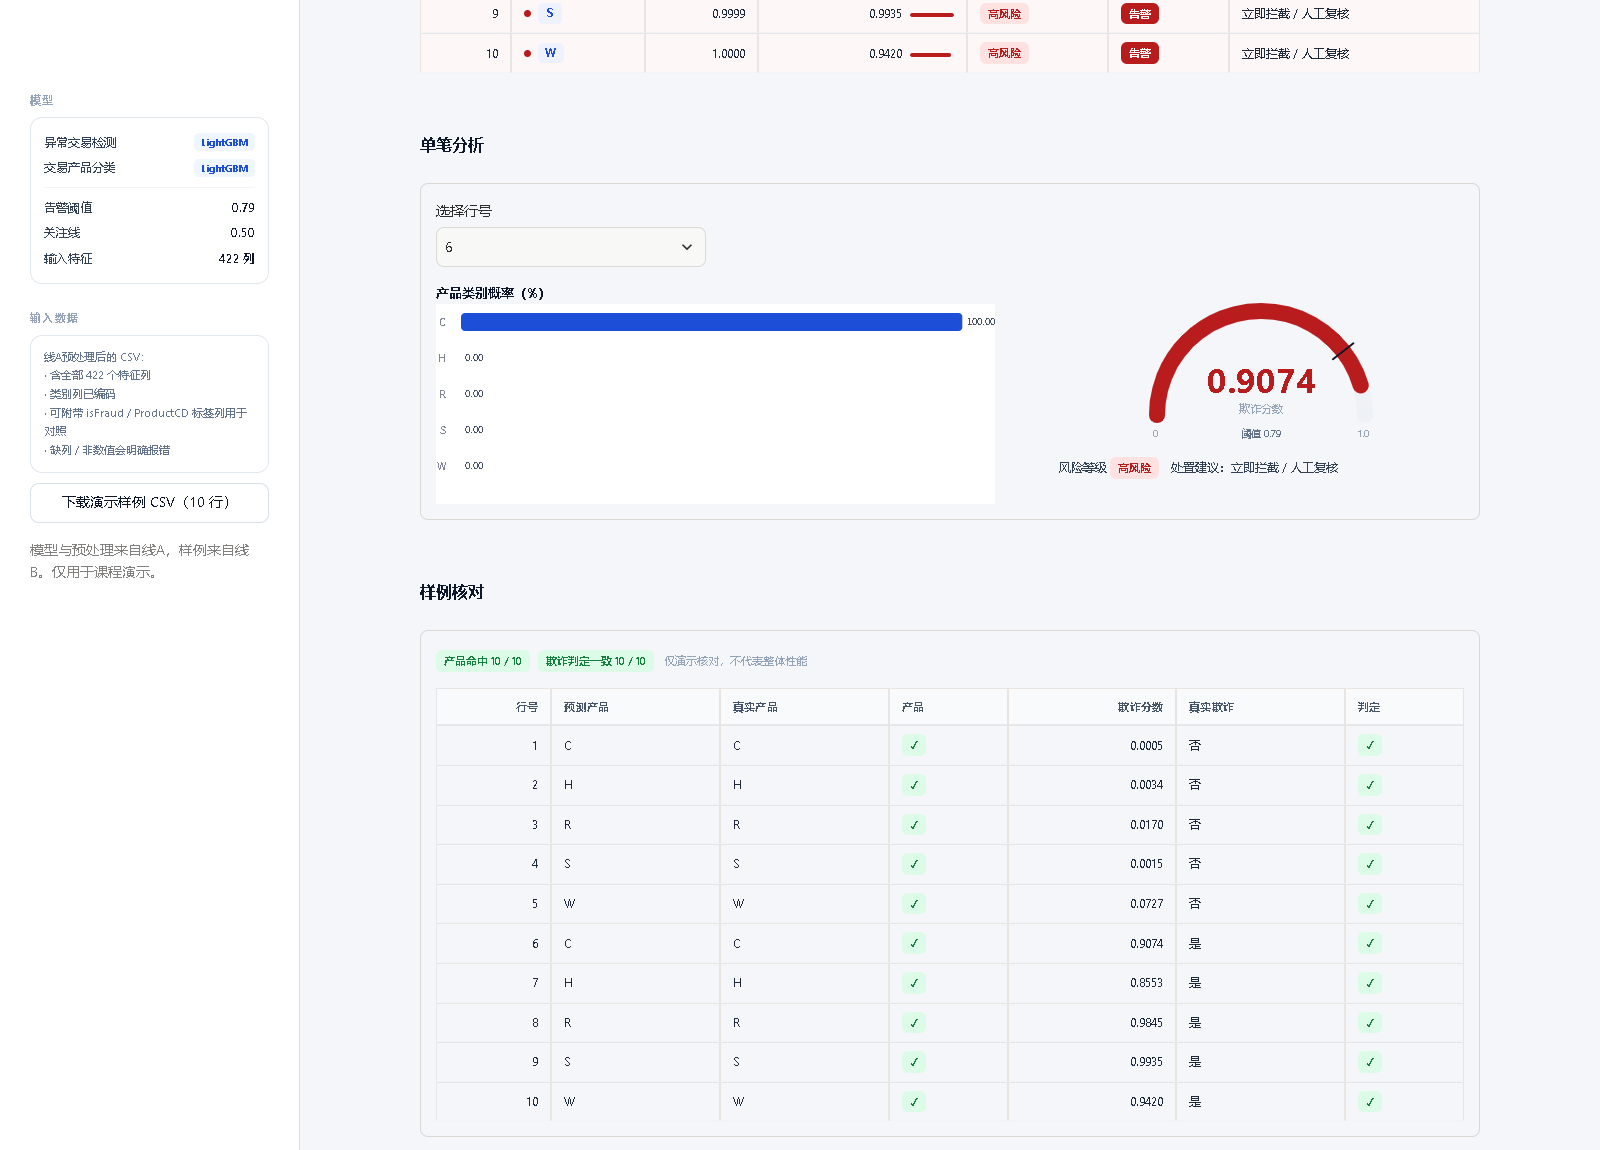 模型
异常交易检测 LightGBM
交易产品分类 LightGBM
告警阈值 0.79
关注线 0.50
输入特征 422 列
输入数据
线A预处理后的 CSV:
· 含全部 422 个特征列
· 类别列已编码
· 可附带 isFraud / ProductCD 标签列用于
对照
· 缺列 / 非数值会明确报错
下载演示样例 CSV（10 行）
模型与预处理来自线A，样例来自线
B。仅用于课程演示。
9 S 0.9999 0.9935 高风险 告警 立即拦截 / 人工复核
10 W 1.0000 0.9420 高风险 告警 立即拦截 / 人工复核
单笔分析
选择行号
6
产品类别概率（%）
C 100.00
H 0.00
R 0.00
S 0.00
W 0.00
0.9074
欺诈分数
0 阈值 0.79 1.0
风险等级 高风险 处置建议：立即拦截 / 人工复核
样例核对
产品命中 10 / 10 欺诈判定一致 10 / 10 仅演示核对，不代表整体性能
行号 预测产品 真实产品 产品 欺诈分数 真实欺诈 判定
1 C C ✓ 0.0005 否 ✓
2 H H ✓ 0.0034 否 ✓
3 R R ✓ 0.0170 否 ✓
4 S S ✓ 0.0015 否 ✓
5 W W ✓ 0.0727 否 ✓
6 C C ✓ 0.9074 是 ✓
7 H H ✓ 0.8553 是 ✓
8 R R ✓ 0.9845 是 ✓
9 S S ✓ 0.9935 是 ✓
10 W W ✓ 0.9420 是 ✓